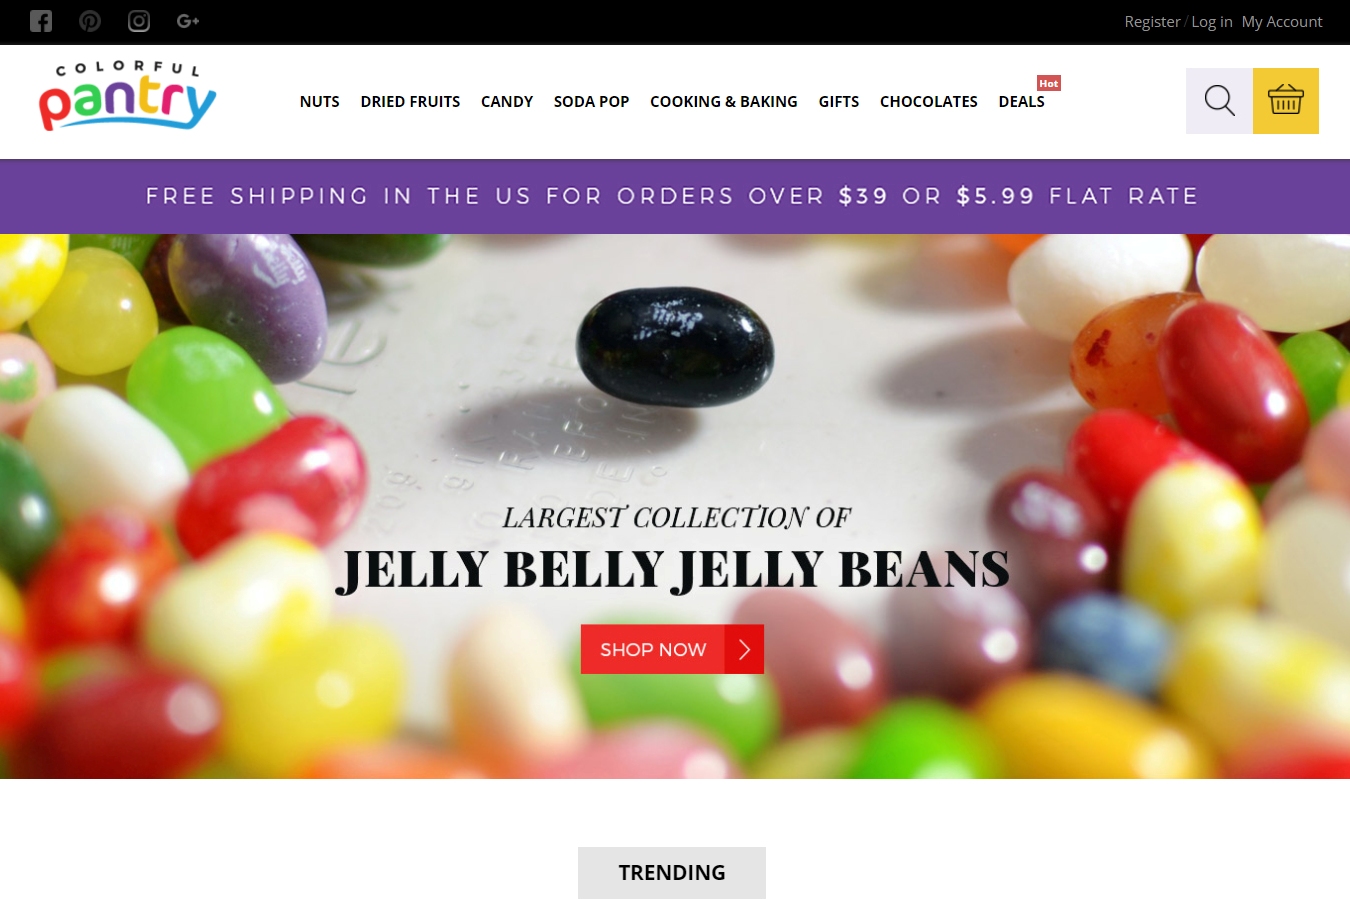 Register / Log in My Account
COLORFUL
pantry
NUTS DRIED FRUITS CANDY SODA POP COOKING & BAKING GIFTS CHOCOLATES DEALS Hot
FREE SHIPPING IN THE US FOR ORDERS OVER $39 OR $5.99 FLAT RATE
LARGEST COLLECTION OF
JELLY BELLY JELLY BEANS
SHOP NOW
TRENDING